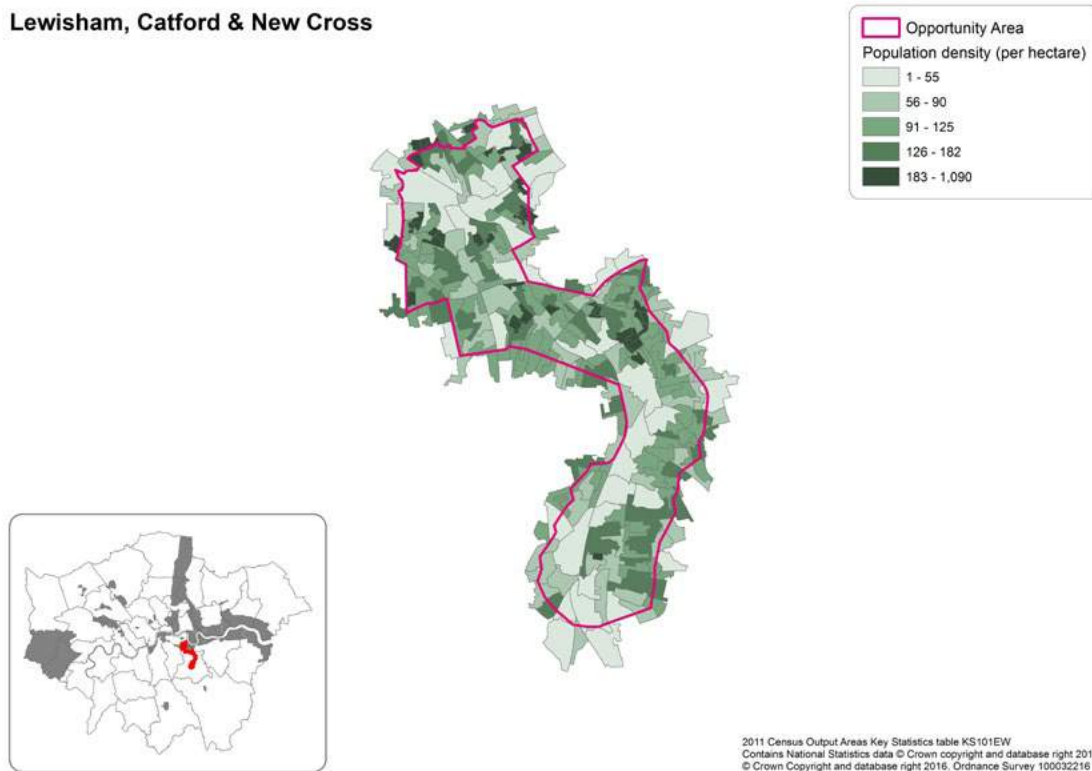 Lewisham, Catford & New Cross
Opportunity Area
Population density (per hectare)
1 - 55
56 - 90
91 - 125
126 - 182
183 - 1,090
2011 Census Output Areas Key Statistics table KS101EW
Contains National Statistics data © Crown copyright and database right 201
© Crown Copyright and database right 2016. Ordnance Survey 100032216